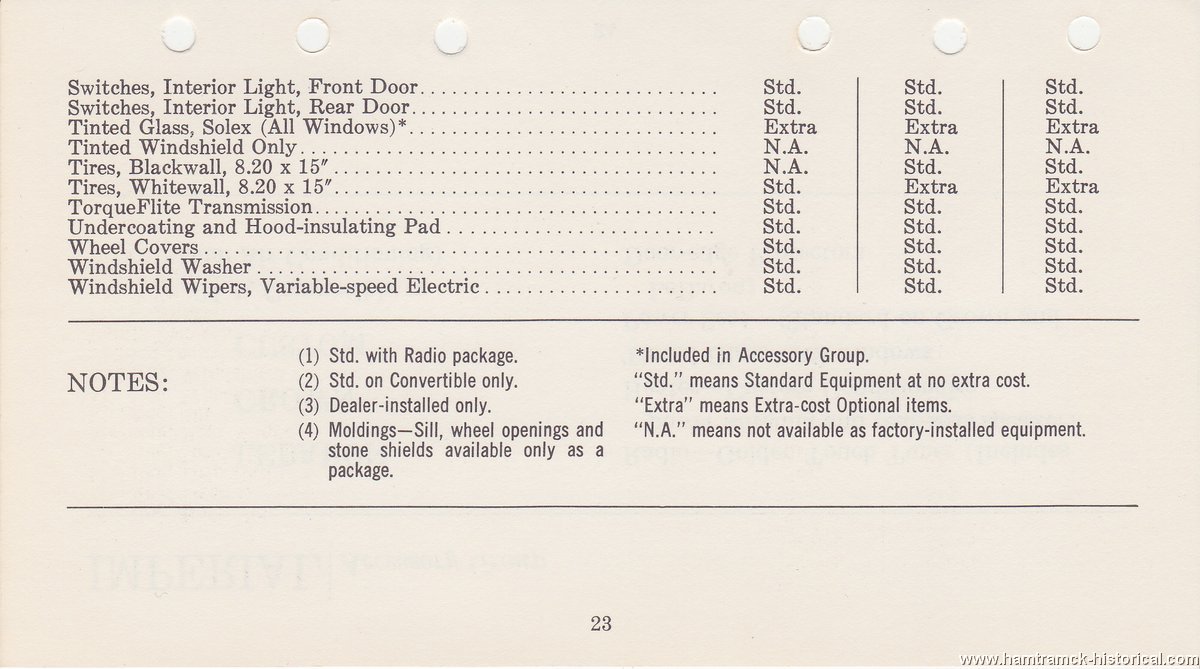 Switches, Interior Light, Front Door............................ Std. Std. Std.
Switches, Interior Light, Rear Door............................. Std. Std. Std.
Tinted Glass, Solex (All Windows)*............................. Extra Extra Extra
Tinted Windshield Only....................................... N.A. N.A. N.A.
Tires, Blackwall, 8.20 x 15″.................................... N.A. Std. Std.
Tires, Whitewall, 8.20 x 15″.................................... Std. Extra Extra
TorqueFlite Transmission...................................... Std. Std. Std.
Undercoating and Hood-insulating Pad......................... Std. Std. Std.
Wheel Covers................................................ Std. Std. Std.
Windshield Washer........................................... Std. Std. Std.
Windshield Wipers, Variable-speed Electric...................... Std. Std. Std.
NOTES:
(1) Std. with Radio package.
(2) Std. on Convertible only.
(3) Dealer-installed only.
(4) Moldings—Sill, wheel openings and
stone shields available only as a
package.
*Included in Accessory Group.
“Std.” means Standard Equipment at no extra cost.
“Extra” means Extra-cost Optional items.
“N.A.” means not available as factory-installed equipment.
23
www.hamtramck-historical.com